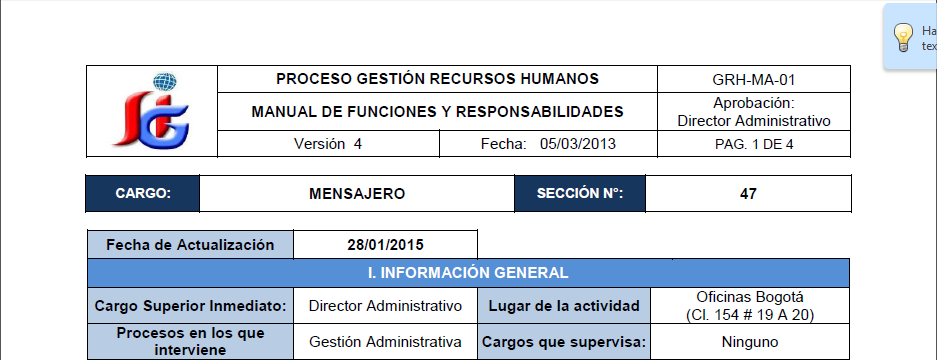 Ha
tex
PROCESO GESTIÓN RECURSOS HUMANOS
GRH-MA-01
MANUAL DE FUNCIONES Y RESPONSABILIDADES
Aprobación:
Director Administrativo
Versión 4
Fecha: 05/03/2013
PAG. 1 DE 4
CARGO:
MENSAJERO
SECCIÓN N°:
47
Fecha de Actualización
28/01/2015
I. INFORMACIÓN GENERAL
Cargo Superior Inmediato:
Director Administrativo
Lugar de la actividad
Oficinas Bogotá
(Cl. 154 # 19 A 20)
Procesos en los que
interviene
Gestión Administrativa
Cargos que supervisa:
Ninguno